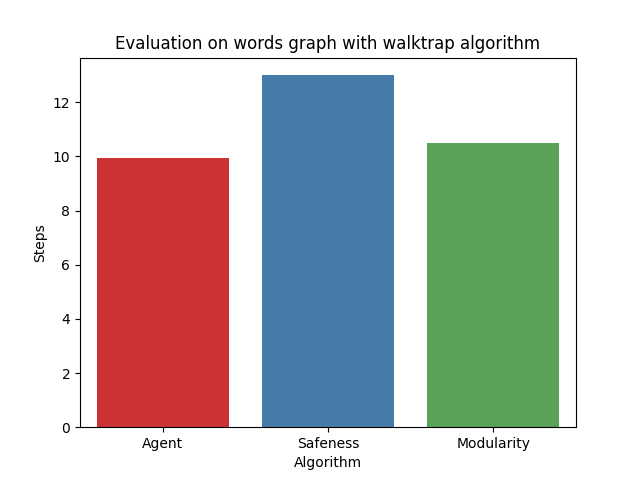 Evaluation on words graph with walktrap algorithm
12
10
8
6
4
2
0
Steps
Agent
Safeness
Modularity
Algorithm